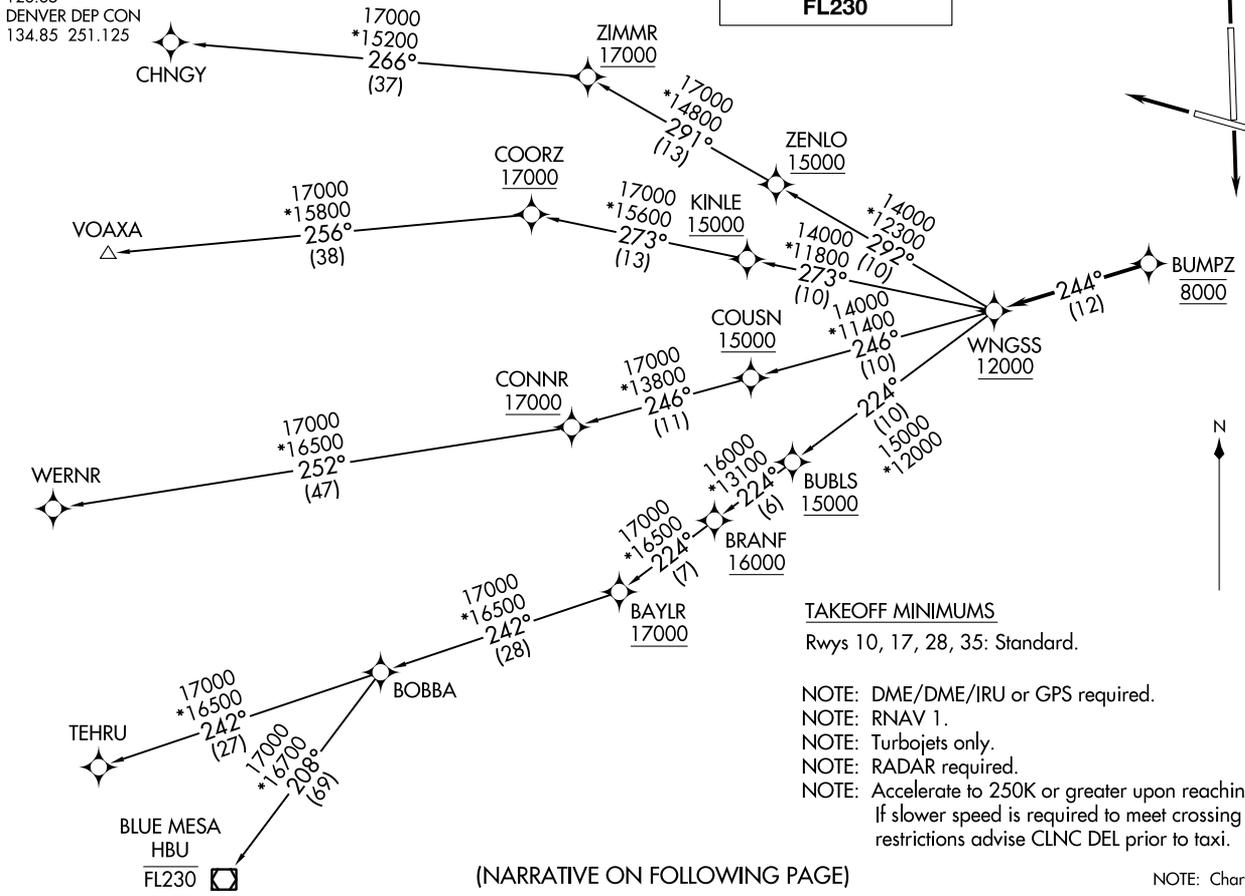 DENVER DEP CON
134.85 251.125
FL230
CHNGY
17000
*15200
266°
(37)
ZIMMR
17000
17000
*14800
291°
(13)
ZENLO
15000
COORZ
17000
17000
*15600
273°
(13)
KINLE
15000
14000
*12300
292°
(10)
VOAXA
17000
*15800
256°
(38)
14000
*11800
273°
(10)
BUMPZ
8000
244°
(12)
WNGSS
12000
COUSN
15000
14000
*11400
246°
(10)
CONNR
17000
17000
*13800
246°
(11)
224°
(10)
15000
*12000
WERNR
17000
*16500
252°
(47)
N
BUBLS
15000
16000
*13100
224°
(6)
BRANF
16000
17000
*16500
224°
(7)
BAYLR
17000
17000
*16500
242°
(28)
BOBBA
TEHRU
17000
*16500
242°
(27)
17000
*16700
208°
(69)
BLUE MESA
HBU
FL230
TAKEOFF MINIMUMS
Rwys 10, 17, 28, 35: Standard.
NOTE: DME/DME/IRU or GPS required.
NOTE: RNAV 1.
NOTE: Turbojets only.
NOTE: RADAR required.
NOTE: Accelerate to 250K or greater upon reachin
If slower speed is required to meet crossing
restrictions advise CLNC DEL prior to taxi.
(NARRATIVE ON FOLLOWING PAGE)
NOTE: Char